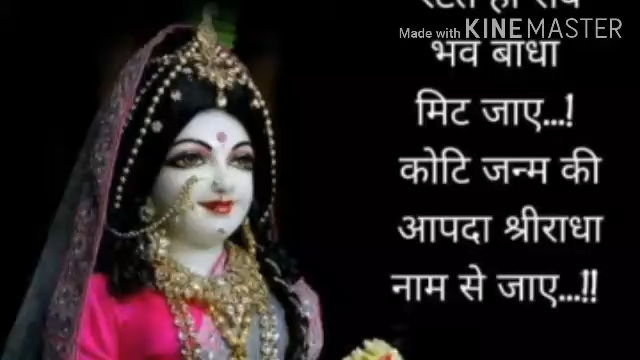 Made with KINEMASTER
भव बाधा
मिट जाए...!
कोटि जन्म की
आपदा श्रीराधा
नाम से जाए...!!